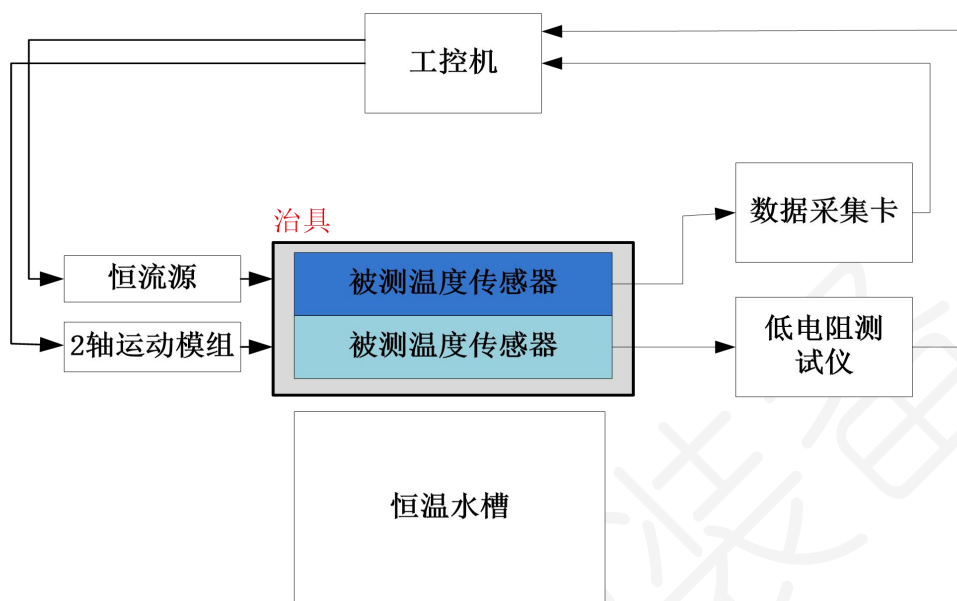 工控机
治具
数据采集卡
恒流源
被测温度传感器
2轴运动模组
被测温度传感器
低电阻测
试仪
恒温水槽
装备